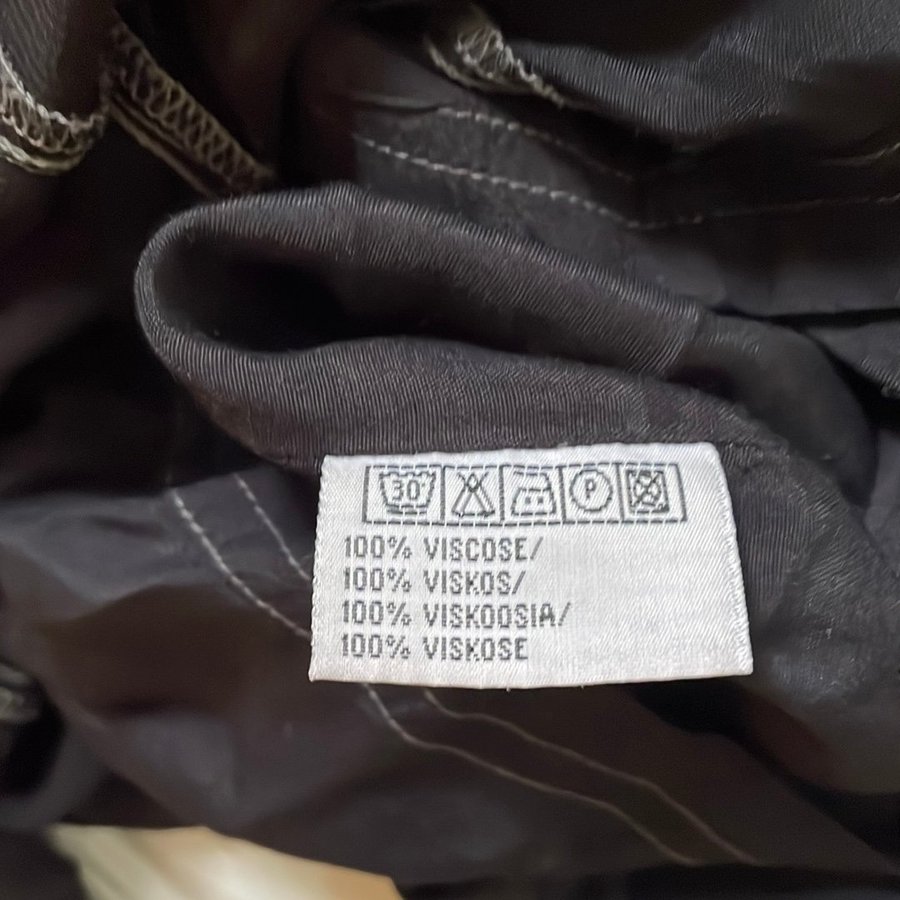 30° P
100% VISCOSE/
100% VISKOS/
100% VISKOOSIA/
100% VISKOSE